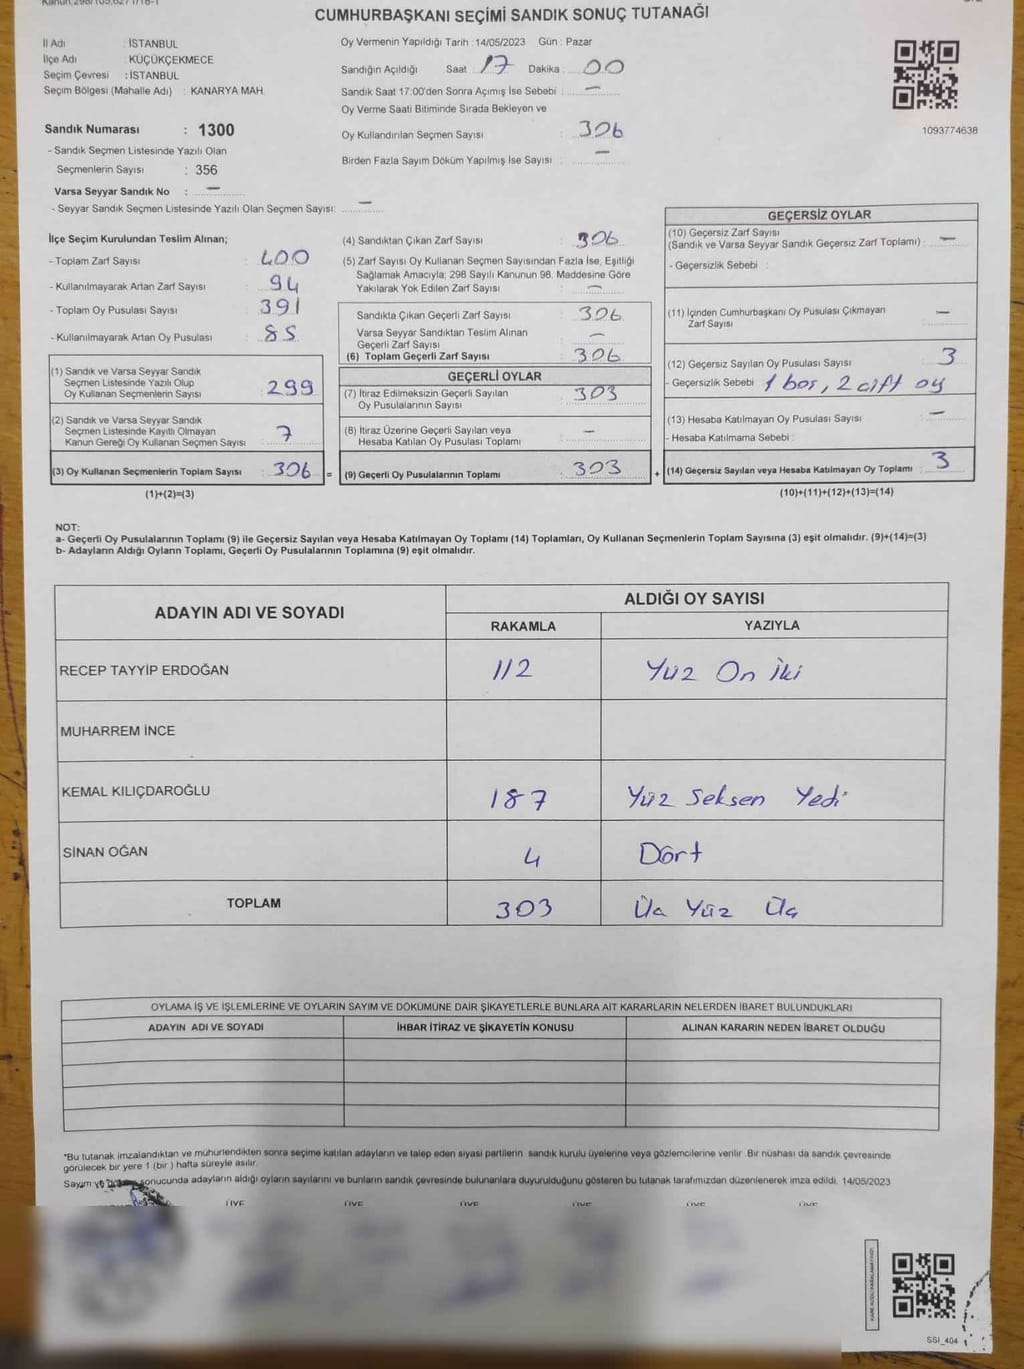 CUMHURBAŞKANI SEÇİMİ SANDIK SONUÇ TUTANAĞI
İl Adı : İSTANBUL
İlçe Adı : KÜÇÜKÇEKMECE
Seçim Çevresi : İSTANBUL
Seçim Bölgesi (Mahalle Adı) : KANARYA MAH.
Sandık Numarası : 1300
- Sandık Seçmen Listesinde Yazılı Olan
Seçmenlerin Sayısı : 356
Varsa Seyyar Sandık No : —
- Seyyar Sandık Seçmen Listesinde Yazılı Olan Seçmen Sayısı: —
Oy Vermenin Yapıldığı Tarih : 14/05/2023 Gün : Pazar
Sandığın Açıldığı Saat 17 Dakika : 00
Sandık Saat 17:00'den Sonra Açımış İse Sebebi : —
Oy Verme Saati Bitiminde Sırada Bekleyen ve
Oy Kullandırılan Seçmen Sayısı : 306
Birden Fazla Sayım Döküm Yapılmış İse Sayısı : —
1093774638
İlçe Seçim Kurulundan Teslim Alınan;
- Toplam Zarf Sayısı : 400
- Kullanılmayarak Artan Zarf Sayısı : 94
- Toplam Oy Pusulası Sayısı : 391
- Kullanılmayarak Artan Oy Pusulası : 85
(1) Sandık ve Varsa Seyyar Sandık
Seçmen Listesinde Yazılı Olup
Oy Kullanan Seçmenlerin Sayısı : 299
(2) Sandık ve Varsa Seyyar Sandık
Seçmen Listesinde Kayıtlı Olmayan
Kanun Gereği Oy Kullanan Seçmen Sayısı : 7
(3) Oy Kullanan Seçmenlerin Toplam Sayısı : 306 =
(1)+(2)=(3)
(4) Sandıktan Çıkan Zarf Sayısı : 306
(5) Zarf Sayısı Oy Kullanan Seçmen Sayısından Fazla İse, Eşitliği
Sağlamak Amacıyla; 298 Sayılı Kanunun 98. Maddesine Göre
Yakılarak Yok Edilen Zarf Sayısı : —
Sandıkta Çıkan Geçerli Zarf Sayısı : 306
Varsa Seyyar Sandıktan Teslim Alınan
Geçerli Zarf Sayısı : —
(6) Toplam Geçerli Zarf Sayısı : 306
GEÇERLİ OYLAR
(7) İtiraz Edilmeksizin Geçerli Sayılan
Oy Pusulalarının Sayısı : 303
(8) İtiraz Üzerine Geçerli Sayılan veya
Hesaba Katılan Oy Pusulası Toplamı : —
(9) Geçerli Oy Pusulalarının Toplamı : 303 +
GEÇERSİZ OYLAR
(10) Geçersiz Zarf Sayısı
(Sandık ve Varsa Seyyar Sandık Geçersiz Zarf Toplamı) : —
- Geçersizlik Sebebi :
(11) İçinden Cumhurbaşkanı Oy Pusulası Çıkmayan
Zarf Sayısı : —
(12) Geçersiz Sayılan Oy Pusulası Sayısı : 3
- Geçersizlik Sebebi 1 boş, 2 çift oy
(13) Hesaba Katılmayan Oy Pusulası Sayısı : —
- Hesaba Katılmama Sebebi :
(14) Geçersiz Sayılan veya Hesaba Katılmayan Oy Toplamı : 3
(10)+(11)+(12)+(13)=(14)
NOT:
a- Geçerli Oy Pusulalarının Toplamı (9) ile Geçersiz Sayılan veya Hesaba Katılmayan Oy Toplamı (14) Toplamları, Oy Kullanan Seçmenlerin Toplam Sayısına (3) eşit olmalıdır. (9)+(14)=(3)
b- Adayların Aldığı Oyların Toplamı, Geçerli Oy Pusulalarının Toplamına (9) eşit olmalıdır.
ADAYIN ADI VE SOYADI ALDIĞI OY SAYISI
RAKAMLA YAZIYLA
RECEP TAYYİP ERDOĞAN 112 Yüz On İki
MUHARREM İNCE
KEMAL KILIÇDAROĞLU 187 Yüz Seksen Yedi
SİNAN OĞAN 4 Dört
TOPLAM 303 Üç Yüz Üç
OYLAMA İŞ VE İŞLEMLERİNE VE OYLARIN SAYIM VE DÖKÜMÜNE DAİR ŞİKAYETLERLE BUNLARA AİT KARARLARIN NELERDEN İBARET BULUNDUKLARI
ADAYIN ADI VE SOYADI İHBAR İTİRAZ VE ŞİKAYETİN KONUSU ALINAN KARARIN NEDEN İBARET OLDUĞU
*Bu tutanak imzalandıktan ve mühürlendikten sonra seçime katılan adayların ve talep eden siyasi partilerin sandık kurulu üyelerine veya gözlemcilerine verilir. Bir nüshası da sandık çevresinde
görülecek bir yere 1 (bir) hafta süreyle asılır.
Sayım sonucunda adayların aldığı oyların sayılarını ve bunların sandık çevresinde bulunanlara duyurulduğunu gösteren bu tutanak tarafımızdan düzenlenerek imza edildi. 14/05/2023
ÜYE ÜYE ÜYE ÜYE ÜYE ÜYE
SSI_404